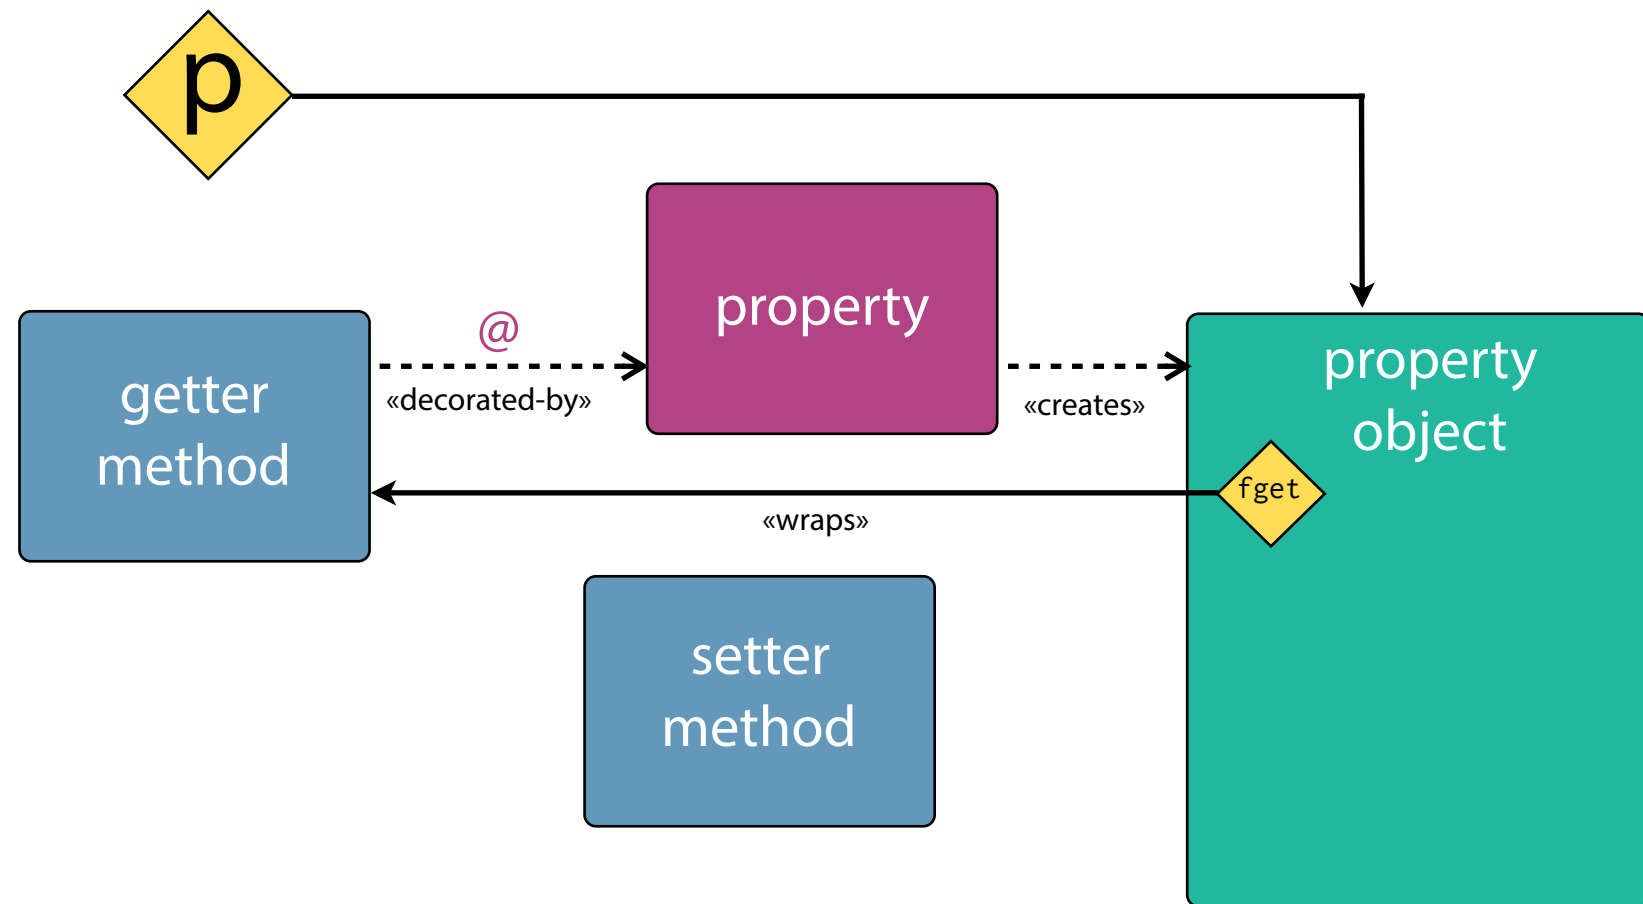 p
property
@
«decorated-by»
getter
method
«creates»
property
object
fget
«wraps»
setter
method